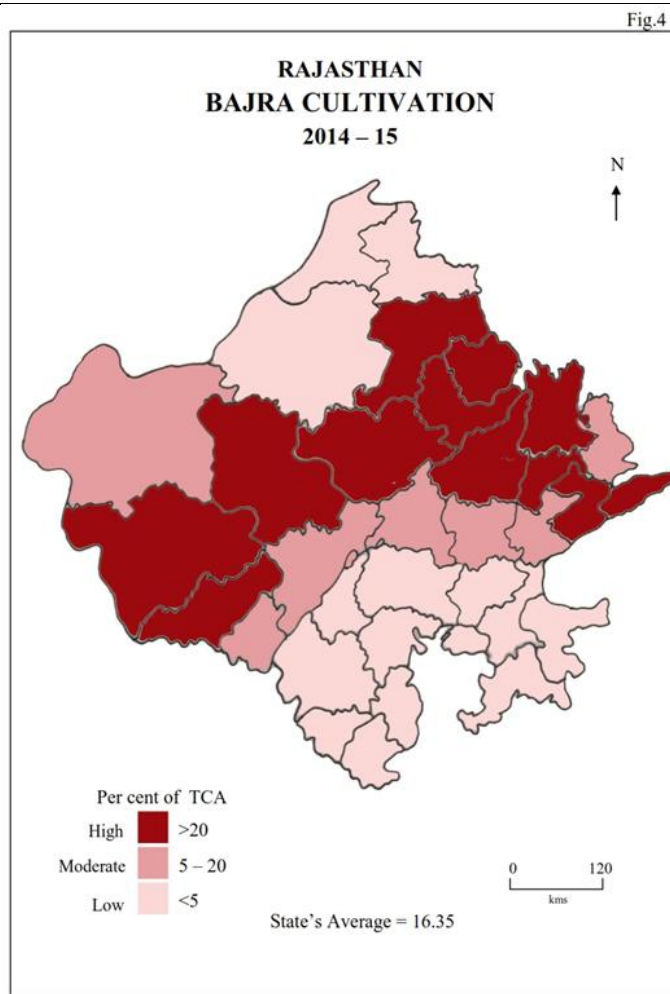 Fig.4
RAJASTHAN
BAJRA CULTIVATION
2014 – 15
N
Per cent of TCA
High >20
Moderate 5 – 20
Low <5
0 120
kms
State's Average = 16.35